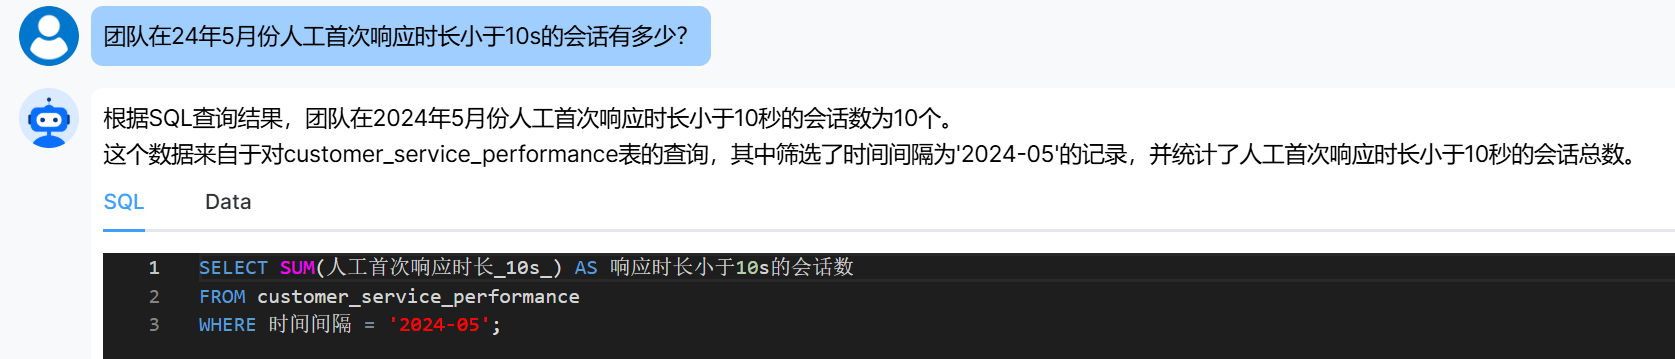 团队在24年5月份人工首次响应时长小于10s的会话有多少?
根据SQL查询结果，团队在2024年5月份人工首次响应时长小于10秒的会话数为10个。
这个数据来自于对customer_service_performance表的查询，其中筛选了时间间隔为'2024-05'的记录，并统计了人工首次响应时长小于10秒的会话总数。
SQL Data
1 SELECT SUM(人工首次响应时长_10s_) AS 响应时长小于10s的会话数
2 FROM customer_service_performance
3 WHERE 时间间隔 = '2024-05';